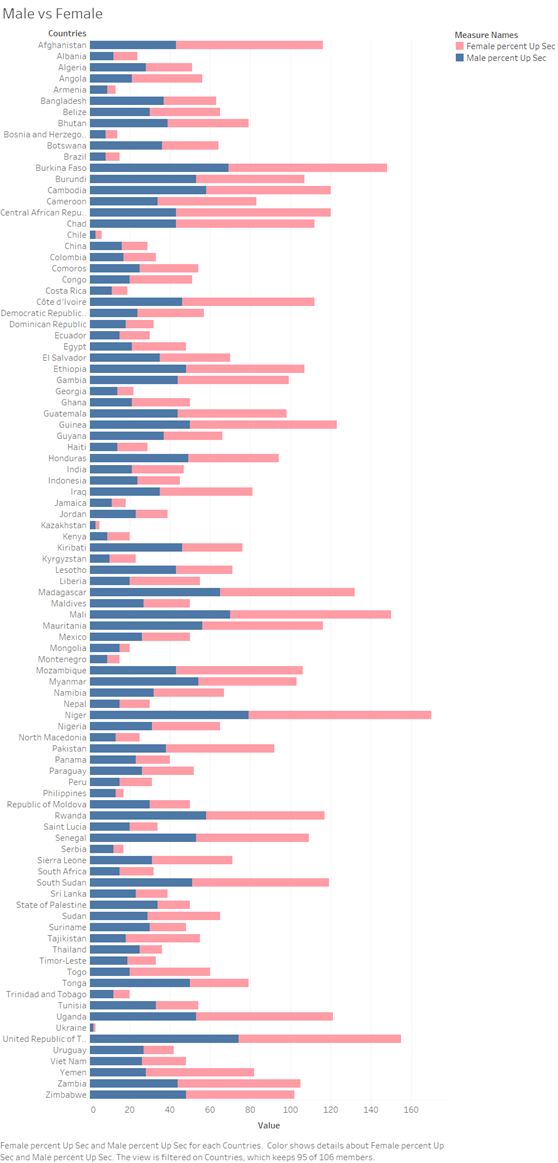 Male vs Female
Countries
Measure Names
Female percent Up Sec
Male percent Up Sec
Afghanistan
Albania
Algeria
Angola
Armenia
Bangladesh
Belize
Bhutan
Bosnia and Herzego..
Botswana
Brazil
Burkina Faso
Burundi
Cambodia
Cameroon
Central African Repu..
Chad
Chile
China
Colombia
Comoros
Congo
Costa Rica
Côte d'Ivoire
Democratic Republic..
Dominican Republic
Ecuador
Egypt
El Salvador
Ethiopia
Gambia
Georgia
Ghana
Guatemala
Guinea
Guyana
Haiti
Honduras
India
Indonesia
Iraq
Jamaica
Jordan
Kazakhstan
Kenya
Kiribati
Kyrgyzstan
Lesotho
Liberia
Madagascar
Maldives
Mali
Mauritania
Mexico
Mongolia
Montenegro
Mozambique
Myanmar
Namibia
Nepal
Niger
Nigeria
North Macedonia
Pakistan
Panama
Paraguay
Peru
Philippines
Republic of Moldova
Rwanda
Saint Lucia
Senegal
Serbia
Sierra Leone
South Africa
South Sudan
Sri Lanka
State of Palestine
Sudan
Suriname
Tajikistan
Thailand
Timor-Leste
Togo
Tonga
Trinidad and Tobago
Tunisia
Uganda
Ukraine
United Republic of T..
Uruguay
Viet Nam
Yemen
Zambia
Zimbabwe
0 20 40 60 80 100 120 140 160
Value
Female percent Up Sec and Male percent Up Sec for each Countries. Color shows details about Female percent Up
Sec and Male percent Up Sec. The view is filtered on Countries, which keeps 95 of 106 members.